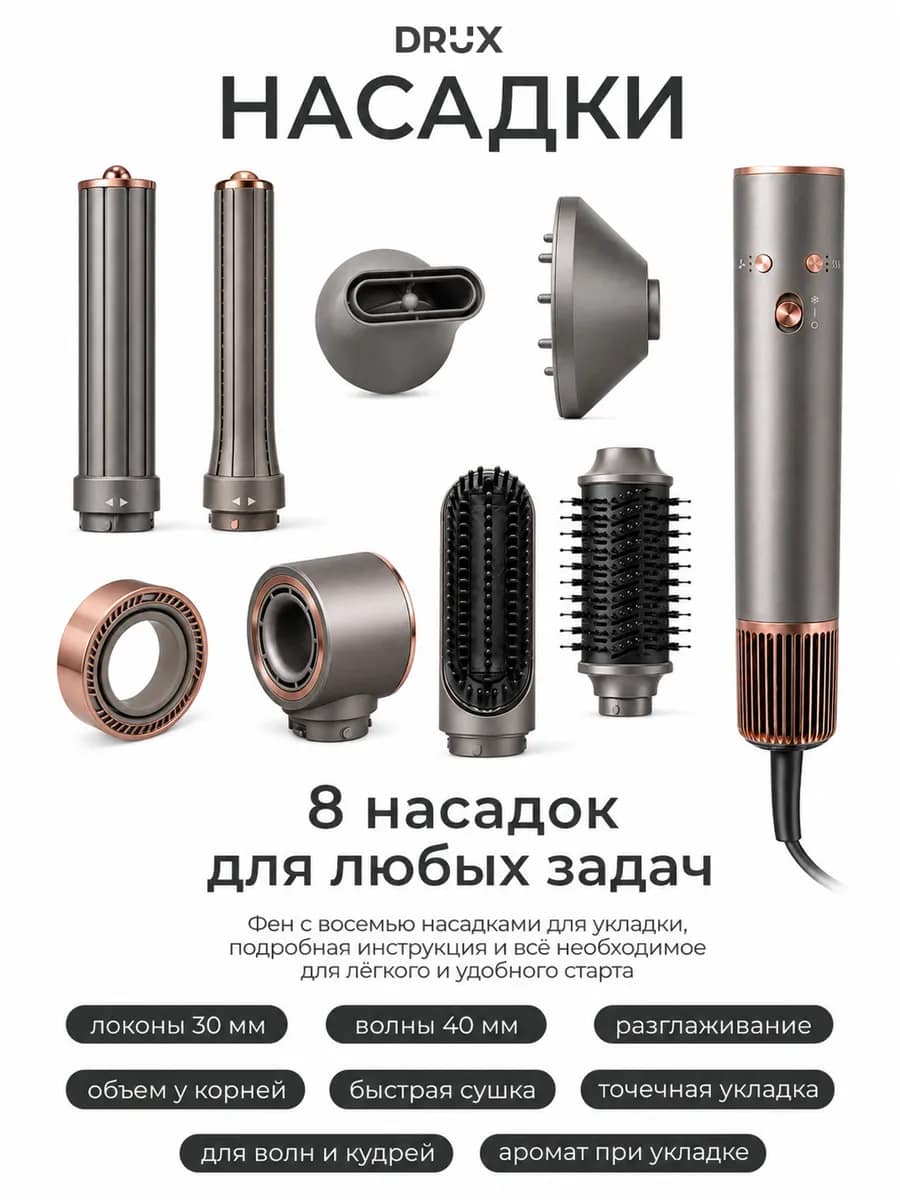 DRUX
НАСАДКИ
8 насадок
для любых задач
Фен с восемью насадками для укладки,
подробная инструкция и всё необходимое
для лёгкого и удобного старта
локоны 30 мм
волны 40 мм
разглаживание
объем у корней
быстрая сушка
точечная укладка
для волн и кудрей
аромат при укладке